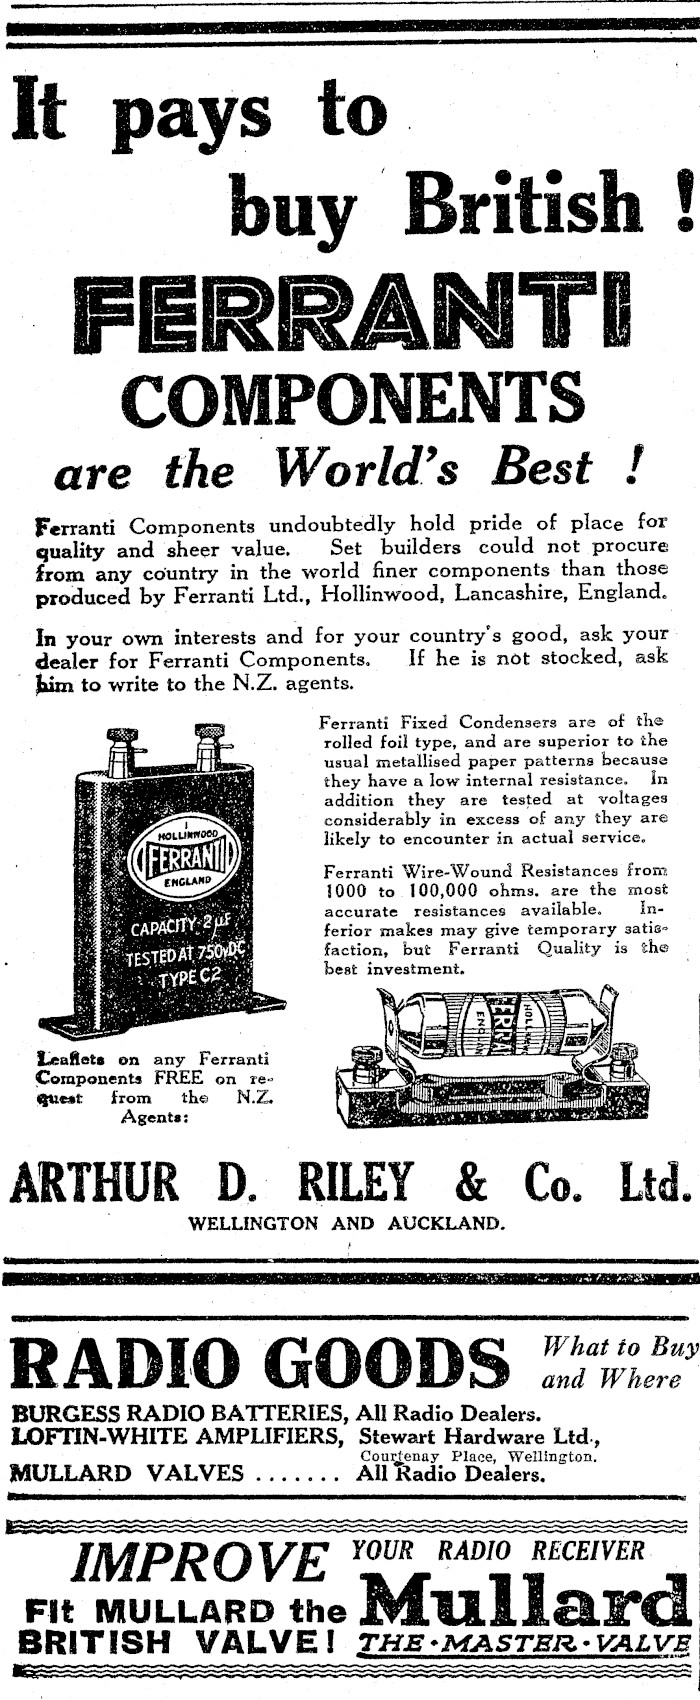 It pays to
buy British !
FERRANTI
COMPONENTS
are the World's Best !
Ferranti Components undoubtedly hold pride of place for
quality and sheer value. Set builders could not procure
from any country in the world finer components than those
produced by Ferranti Ltd., Hollinwood, Lancashire, England.
In your own interests and for your country's good, ask your
dealer for Ferranti Components. If he is not stocked, ask
him to write to the N.Z. agents.
Ferranti Fixed Condensers are of the
rolled foil type, and are superior to the
usual metallised paper patterns because
they have a low internal resistance. In
addition they are tested at voltages
considerably in excess of any they are
likely to encounter in actual service.
Ferranti Wire-Wound Resistances from
1000 to 100,000 ohms. are the most
accurate resistances available. In-
ferior makes may give temporary satis-
faction, but Ferranti Quality is the
best investment.
HOLLINWOOD
FERRANTI
ENGLAND
CAPACITY 2 µF
TESTED AT 750V DC
TYPE C2
Leaflets on any Ferranti
Components FREE on re-
quest from the N.Z.
Agents:
ARTHUR D. RILEY & Co. Ltd.
WELLINGTON AND AUCKLAND.
RADIO GOODS
What to Buy
and Where
BURGESS RADIO BATTERIES, All Radio Dealers.
LOFTIN-WHITE AMPLIFIERS, Stewart Hardware Ltd.,
Courtenay Place, Wellington.
MULLARD VALVES ....... All Radio Dealers.
IMPROVE YOUR RADIO RECEIVER
Fit MULLARD the
BRITISH VALVE!
Mullard
THE·MASTER·VALVE